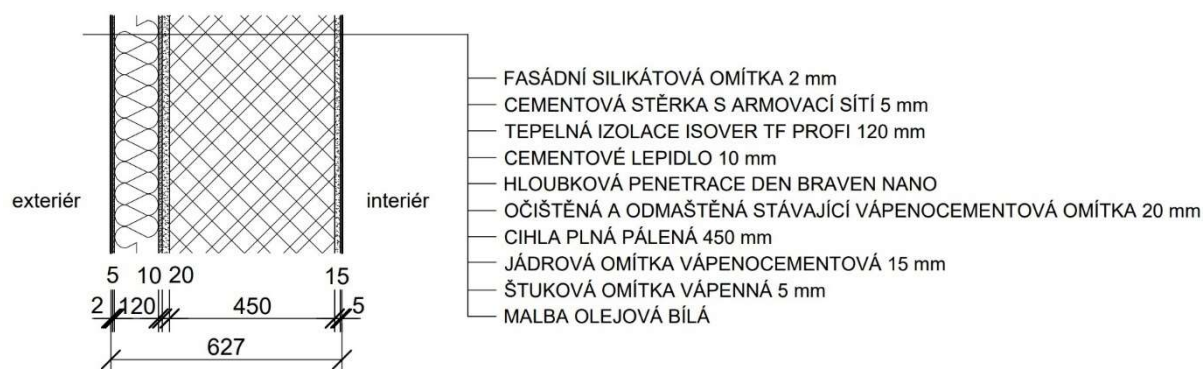 FASÁDNÍ SILIKÁTOVÁ OMÍTKA 2 mm
CEMENTOVÁ STĚRKA S ARMOVACÍ SÍTÍ 5 mm
TEPELNÁ IZOLACE ISOVER TF PROFI 120 mm
CEMENTOVÉ LEPIDLO 10 mm
HLOUBKOVÁ PENETRACE DEN BRAVEN NANO
OČIŠTĚNÁ A ODMAŠTĚNÁ STÁVAJÍCÍ VÁPENOCEMENTOVÁ OMÍTKA 20 mm
CIHLA PLNÁ PÁLENÁ 450 mm
JÁDROVÁ OMÍTKA VÁPENOCEMENTOVÁ 15 mm
ŠTUKOVÁ OMÍTKA VÁPENNÁ 5 mm
MALBA OLEJOVÁ BÍLÁ
exteriér
interiér
5 10 20 15
2 120 450 5
627